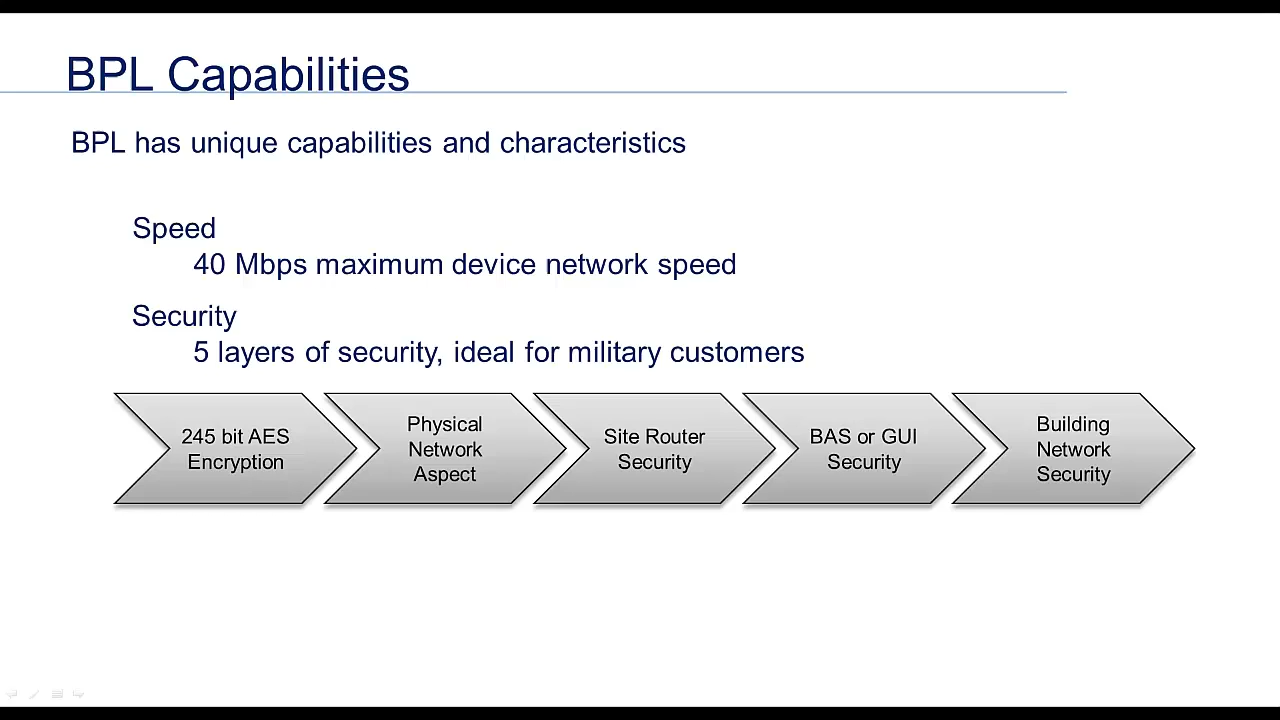 BPL Capabilities
BPL has unique capabilities and characteristics
Speed
40 Mbps maximum device network speed
Security
5 layers of security, ideal for military customers
245 bit AES
Encryption
Physical
Network
Aspect
Site Router
Security
BAS or GUI
Security
Building
Network
Security